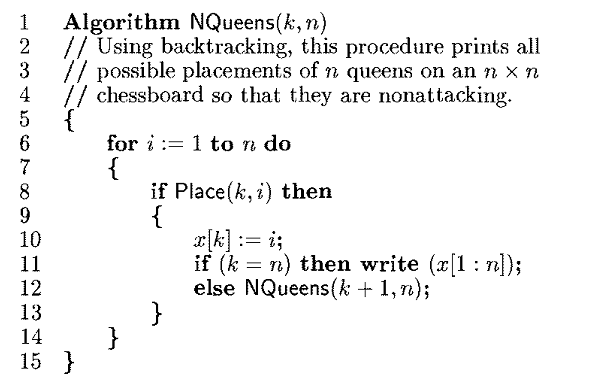 1 Algorithm NQueens(k, n)
2 // Using backtracking, this procedure prints all
3 // possible placements of n queens on an n × n
4 // chessboard so that they are nonattacking.
5 {
6 for i := 1 to n do
7 {
8 if Place(k, i) then
9 {
10 x[k] := i;
11 if (k = n) then write (x[1 : n]);
12 else NQueens(k + 1, n);
13 }
14 }
15 }